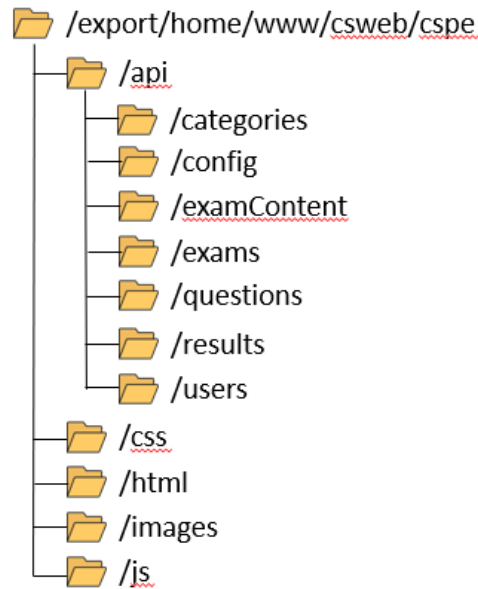 /export/home/www/csweb/cspe
/api
/categories
/config
/examContent
/exams
/questions
/results
/users
/css
/html
/images
/js